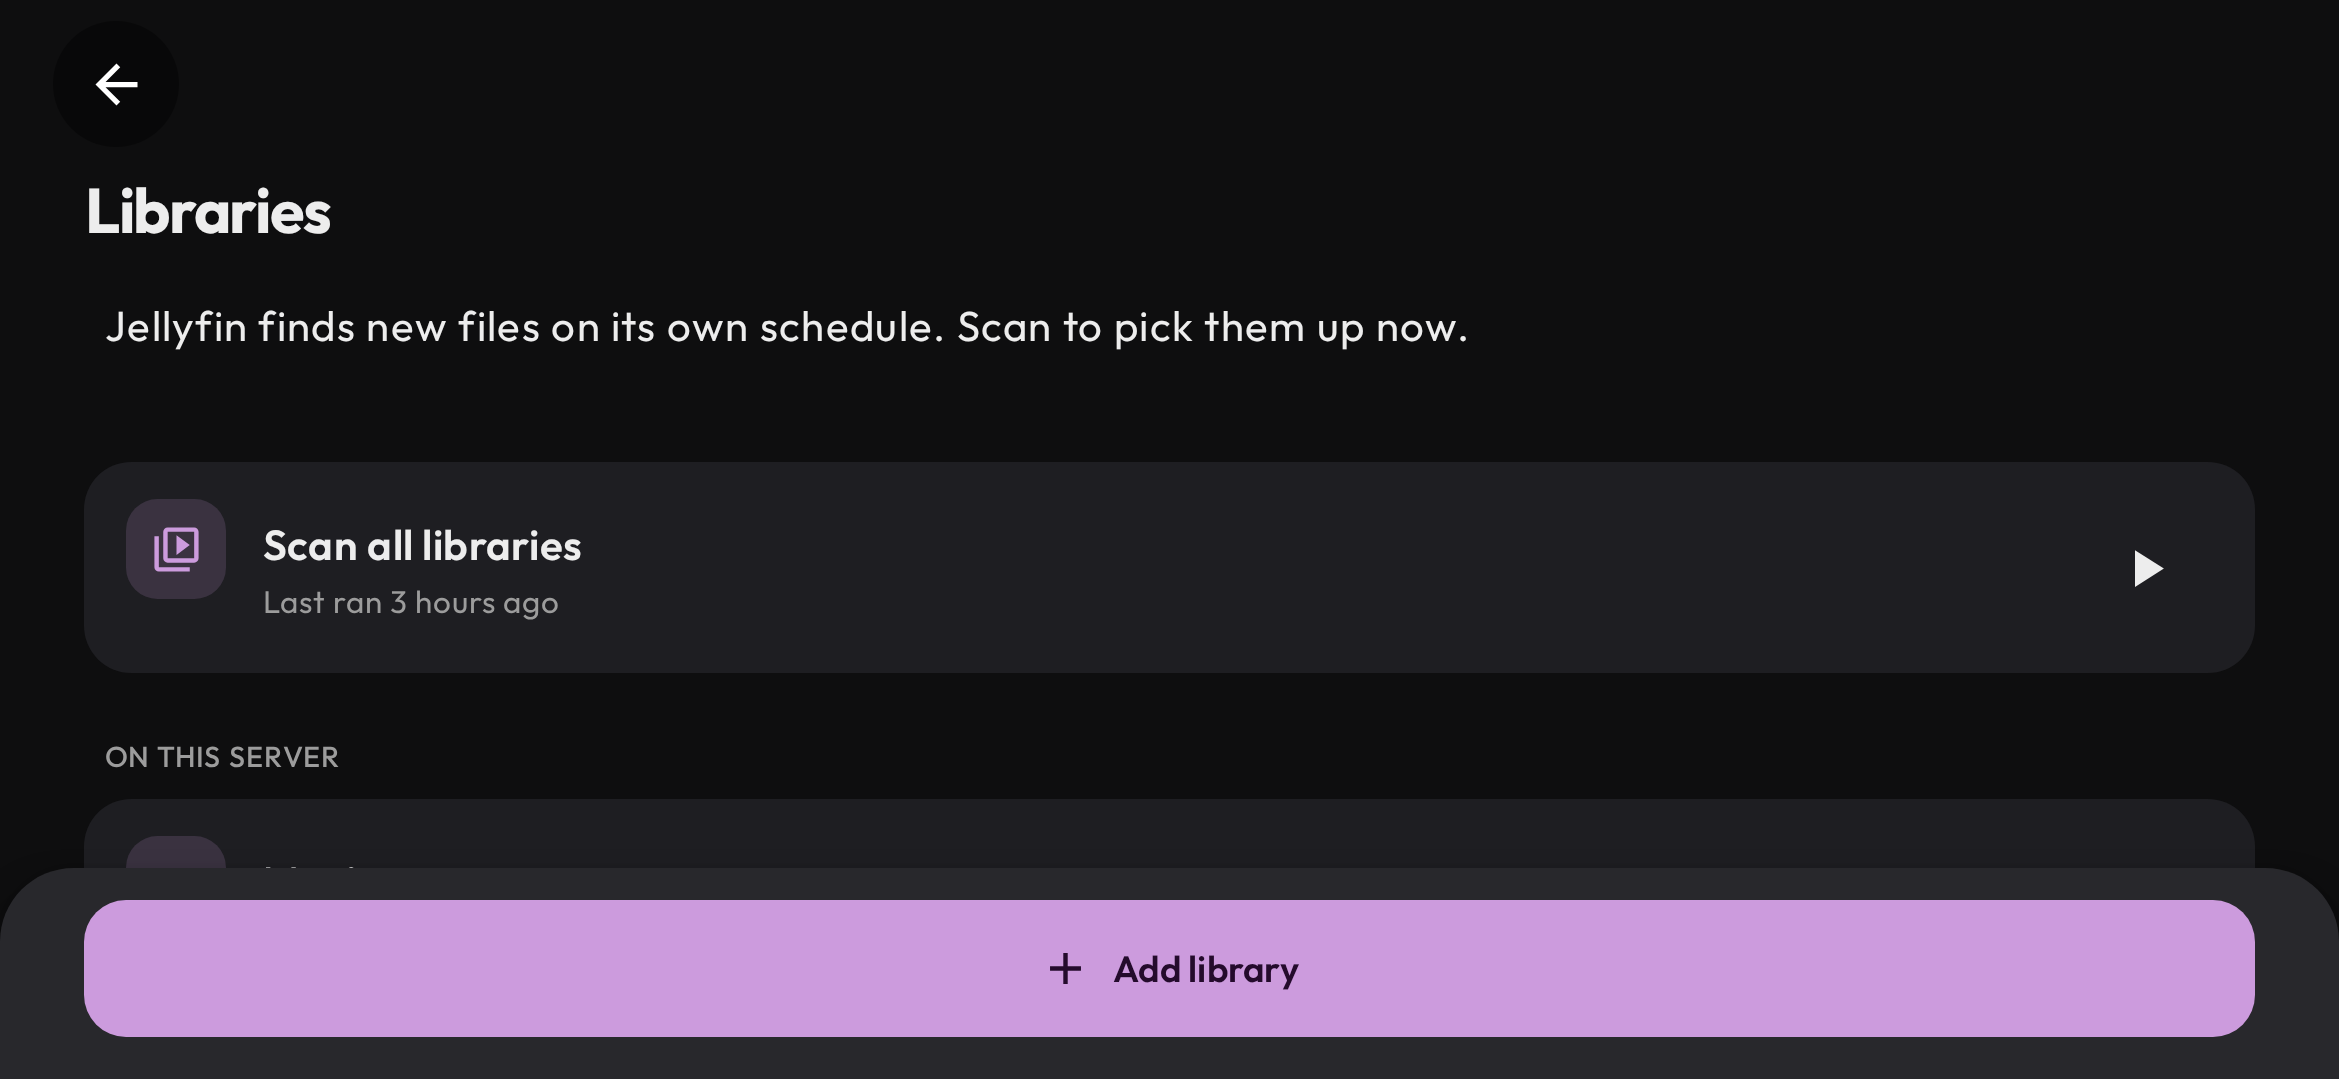 Libraries
Jellyfin finds new files on its own schedule. Scan to pick them up now.
Scan all libraries
Last ran 3 hours ago
ON THIS SERVER
Add library